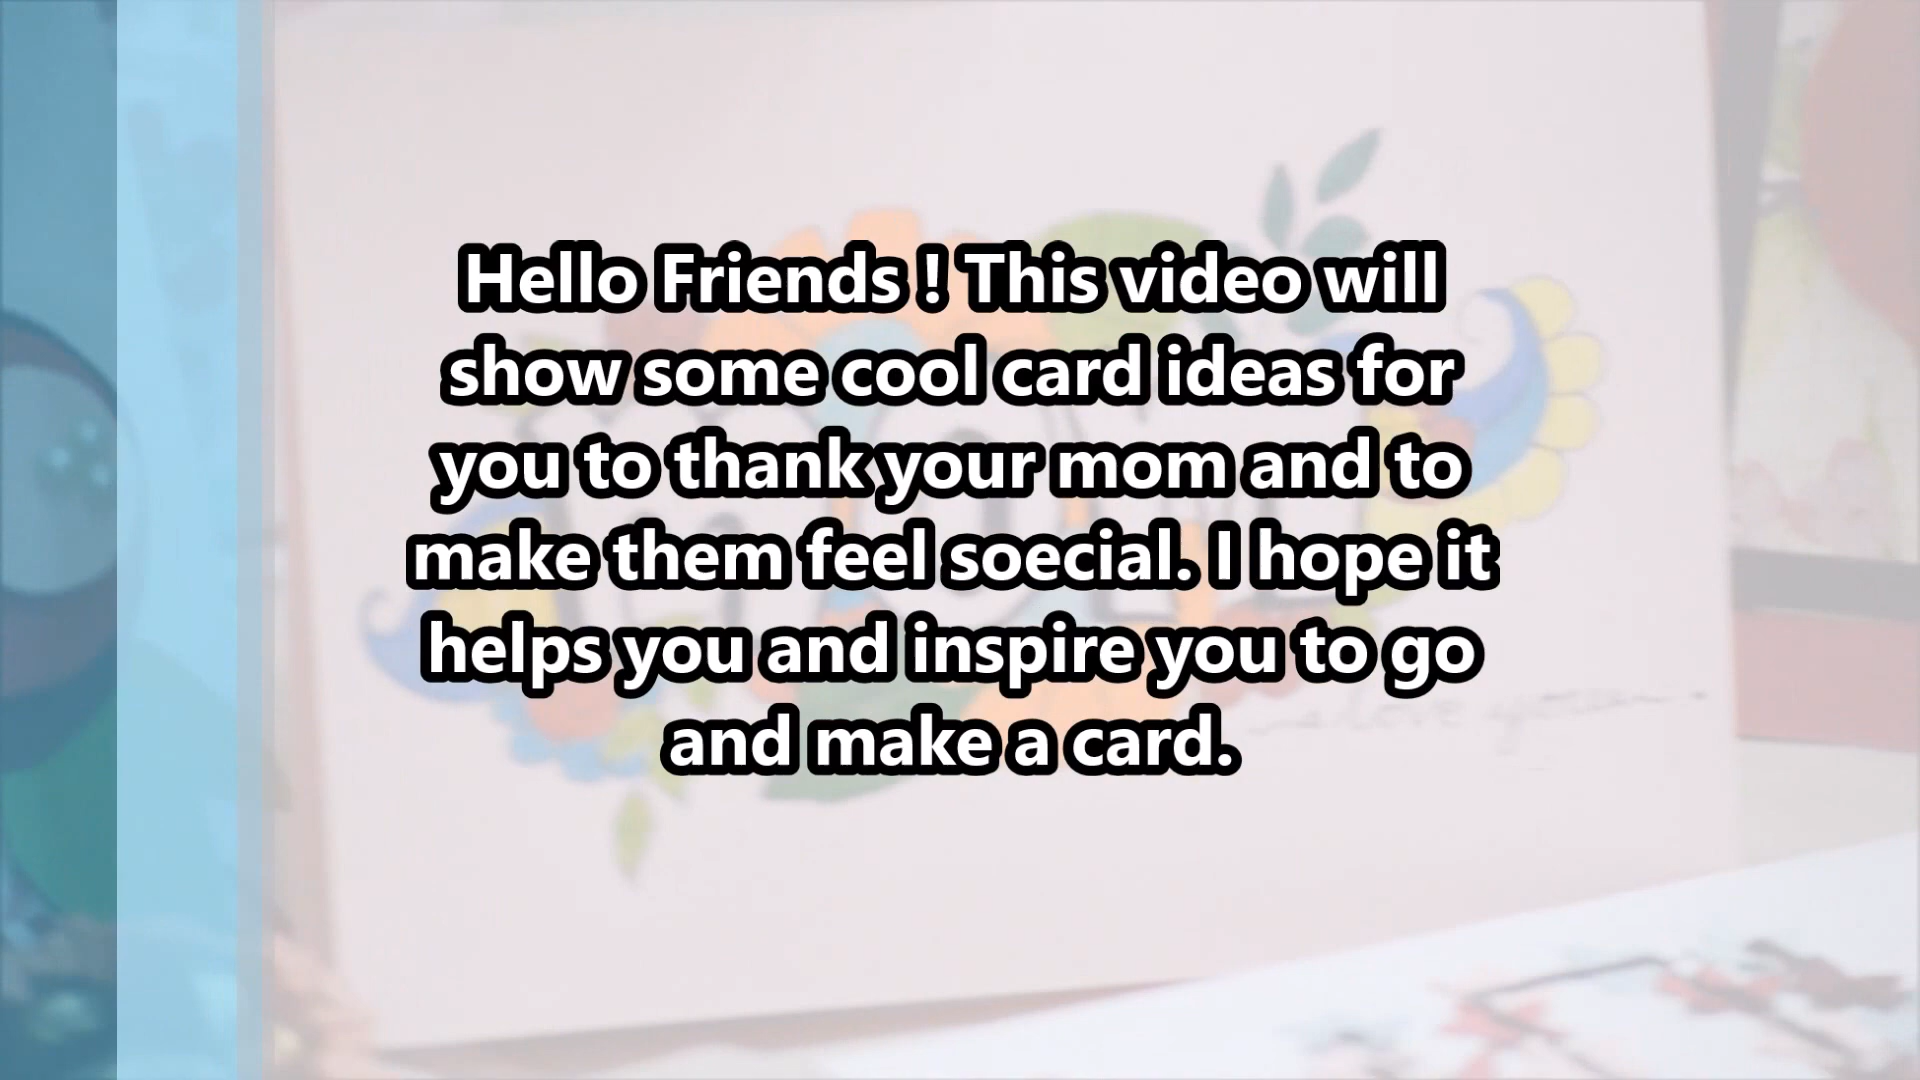 Hello Friends ! This video will
show some cool card ideas for
you to thank your mom and to
make them feel soecial. I hope it
helps you and inspire you to go
and make a card.